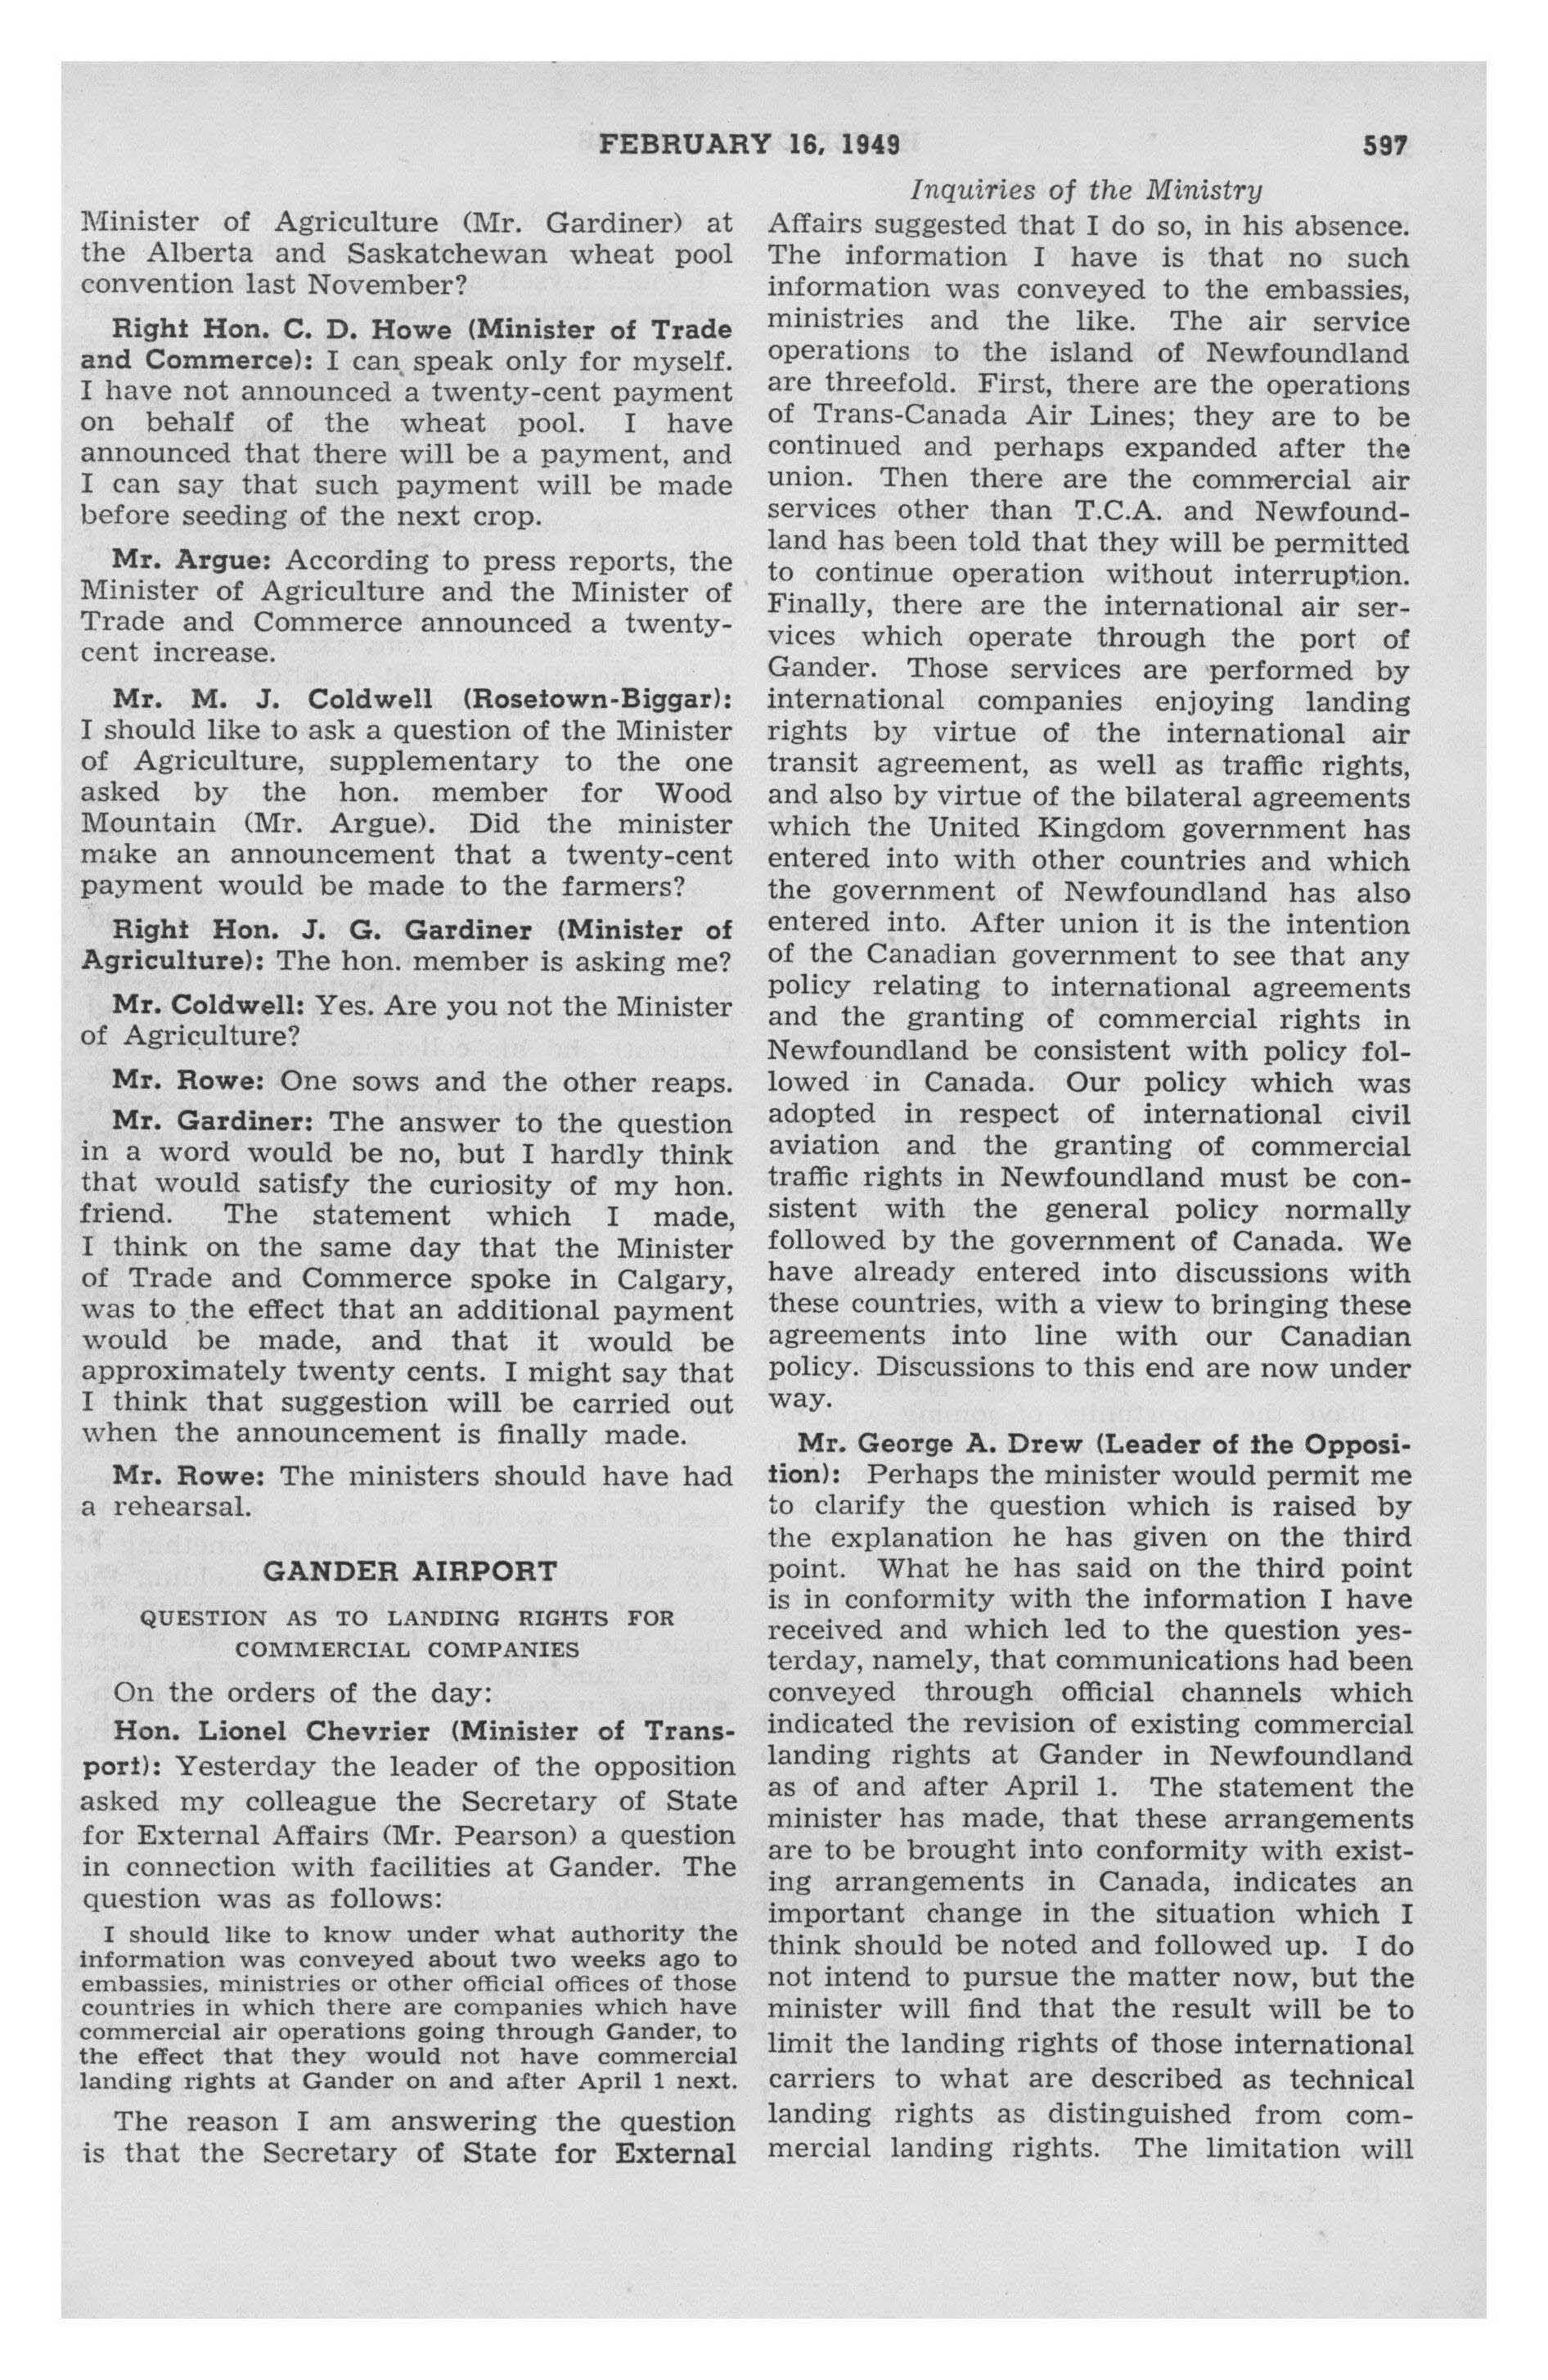 FEBRUARY 16, 1949 597
Inquiries of the Ministry
Minister of Agriculture (Mr. Gardiner) at
the Alberta and Saskatchewan wheat pool
convention last November?
Right Hon. C. D. Howe (Minister of Trade
and Commerce): I can speak only for myself.
I have not announced a twenty-cent payment
on behalf of the wheat pool. I have
announced that there will be a payment, and
I can say that such payment will be made
before seeding of the next crop.
Mr. Argue: According to press reports, the
Minister of Agriculture and the Minister of
Trade and Commerce announced a twenty-
cent increase.
Mr. M. J. Coldwell (Rosetown-Biggar):
I should like to ask a question of the Minister
of Agriculture, supplementary to the one
asked by the hon. member for Wood
Mountain (Mr. Argue). Did the minister
make an announcement that a twenty-cent
payment would be made to the farmers?
Right Hon. J. G. Gardiner (Minister of
Agriculture): The hon. member is asking me?
Mr. Coldwell: Yes. Are you not the Minister
of Agriculture?
Mr. Rowe: One sows and the other reaps.
Mr. Gardiner: The answer to the question
in a word would be no, but I hardly think
that would satisfy the curiosity of my hon.
friend. The statement which I made,
I think on the same day that the Minister
of Trade and Commerce spoke in Calgary,
was to the effect that an additional payment
would be made, and that it would be
approximately twenty cents. I might say that
I think that suggestion will be carried out
when the announcement is finally made.
Mr. Rowe: The ministers should have had
a rehearsal.
GANDER AIRPORT
QUESTION AS TO LANDING RIGHTS FOR
COMMERCIAL COMPANIES
On the orders of the day:
Hon. Lionel Chevrier (Minister of Trans-
port): Yesterday the leader of the opposition
asked my colleague the Secretary of State
for External Affairs (Mr. Pearson) a question
in connection with facilities at Gander. The
question was as follows:
I should like to know under what authority the
information was conveyed about two weeks ago to
embassies, ministries or other official offices of those
countries in which there are companies which have
commercial air operations going through Gander, to
the effect that they would not have commercial
landing rights at Gander on and after April 1 next.
The reason I am answering the question
is that the Secretary of State for External
Affairs suggested that I do so, in his absence.
The information I have is that no such
information was conveyed to the embassies,
ministries and the like. The air service
operations to the island of Newfoundland
are threefold. First, there are the operations
of Trans-Canada Air Lines; they are to be
continued and perhaps expanded after the
union. Then there are the commercial air
services other than T.C.A. and Newfound-
land has been told that they will be permitted
to continue operation without interruption.
Finally, there are the international air ser-
vices which operate through the port of
Gander. Those services are performed by
international companies enjoying landing
rights by virtue of the international air
transit agreement, as well as traffic rights,
and also by virtue of the bilateral agreements
which the United Kingdom government has
entered into with other countries and which
the government of Newfoundland has also
entered into. After union it is the intention
of the Canadian government to see that any
policy relating to international agreements
and the granting of commercial rights in
Newfoundland be consistent with policy fol-
lowed in Canada. Our policy which was
adopted in respect of international civil
aviation and the granting of commercial
traffic rights in Newfoundland must be con-
sistent with the general policy normally
followed by the government of Canada. We
have already entered into discussions with
these countries, with a view to bringing these
agreements into line with our Canadian
policy. Discussions to this end are now under
way.
Mr. George A. Drew (Leader of the Opposi-
tion): Perhaps the minister would permit me
to clarify the question which is raised by
the explanation he has given on the third
point. What he has said on the third point
is in conformity with the information I have
received and which led to the question yes-
terday, namely, that communications had been
conveyed through official channels which
indicated the revision of existing commercial
landing rights at Gander in Newfoundland
as of and after April 1. The statement the
minister has made, that these arrangements
are to be brought into conformity with exist-
ing arrangements in Canada, indicates an
important change in the situation which I
think should be noted and followed up. I do
not intend to pursue the matter now, but the
minister will find that the result will be to
limit the landing rights of those international
carriers to what are described as technical
landing rights as distinguished from com-
mercial landing rights. The limitation will